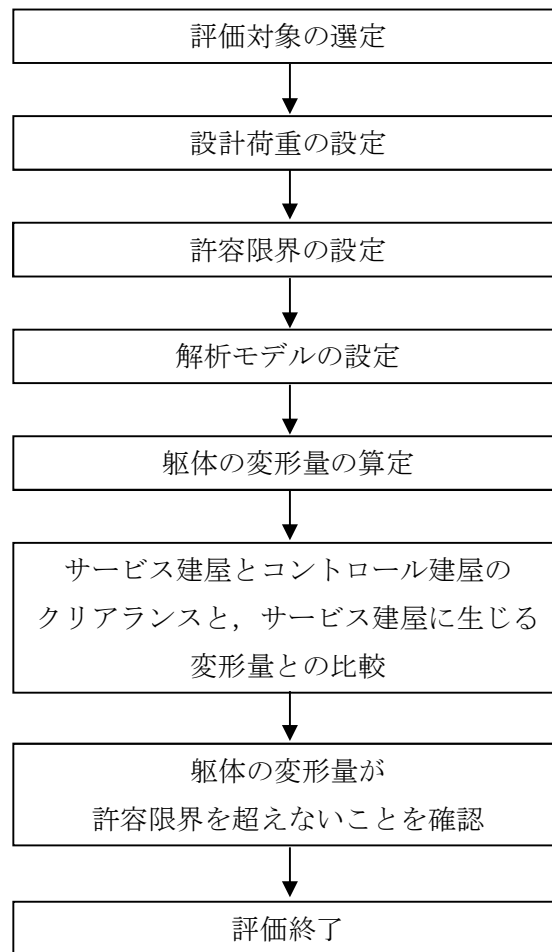 評価対象の選定
設計荷重の設定
許容限界の設定
解析モデルの設定
躯体の変形量の算定
サービス建屋とコントロール建屋の
クリアランスと，サービス建屋に生じる
変形量との比較
躯体の変形量が
許容限界を超えないことを確認
評価終了